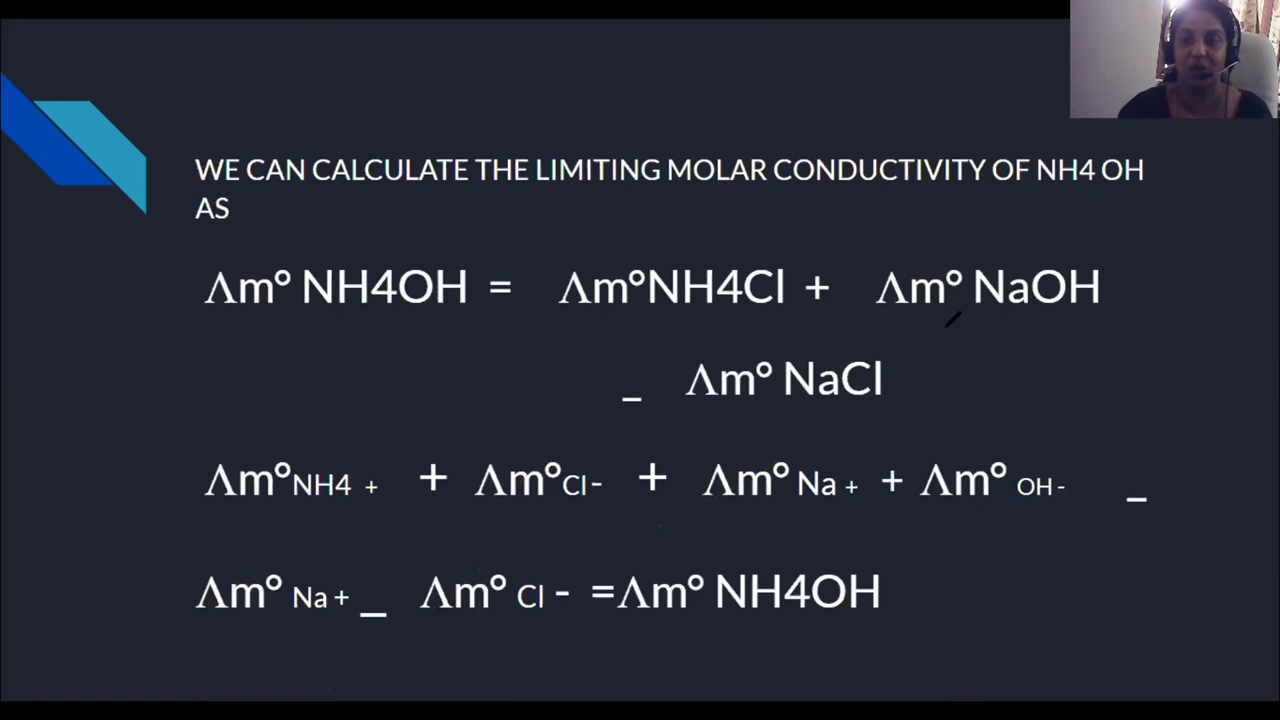 WE CAN CALCULATE THE LIMITING MOLAR CONDUCTIVITY OF NH4 OH
AS
Λm° NH4OH = Λm°NH4Cl + Λm° NaOH
_ Λm° NaCl
Λm°NH4 + + Λm°Cl- + Λm° Na + + Λm° OH - _
Λm° Na+ _ Λm° Cl - =Λm° NH4OH